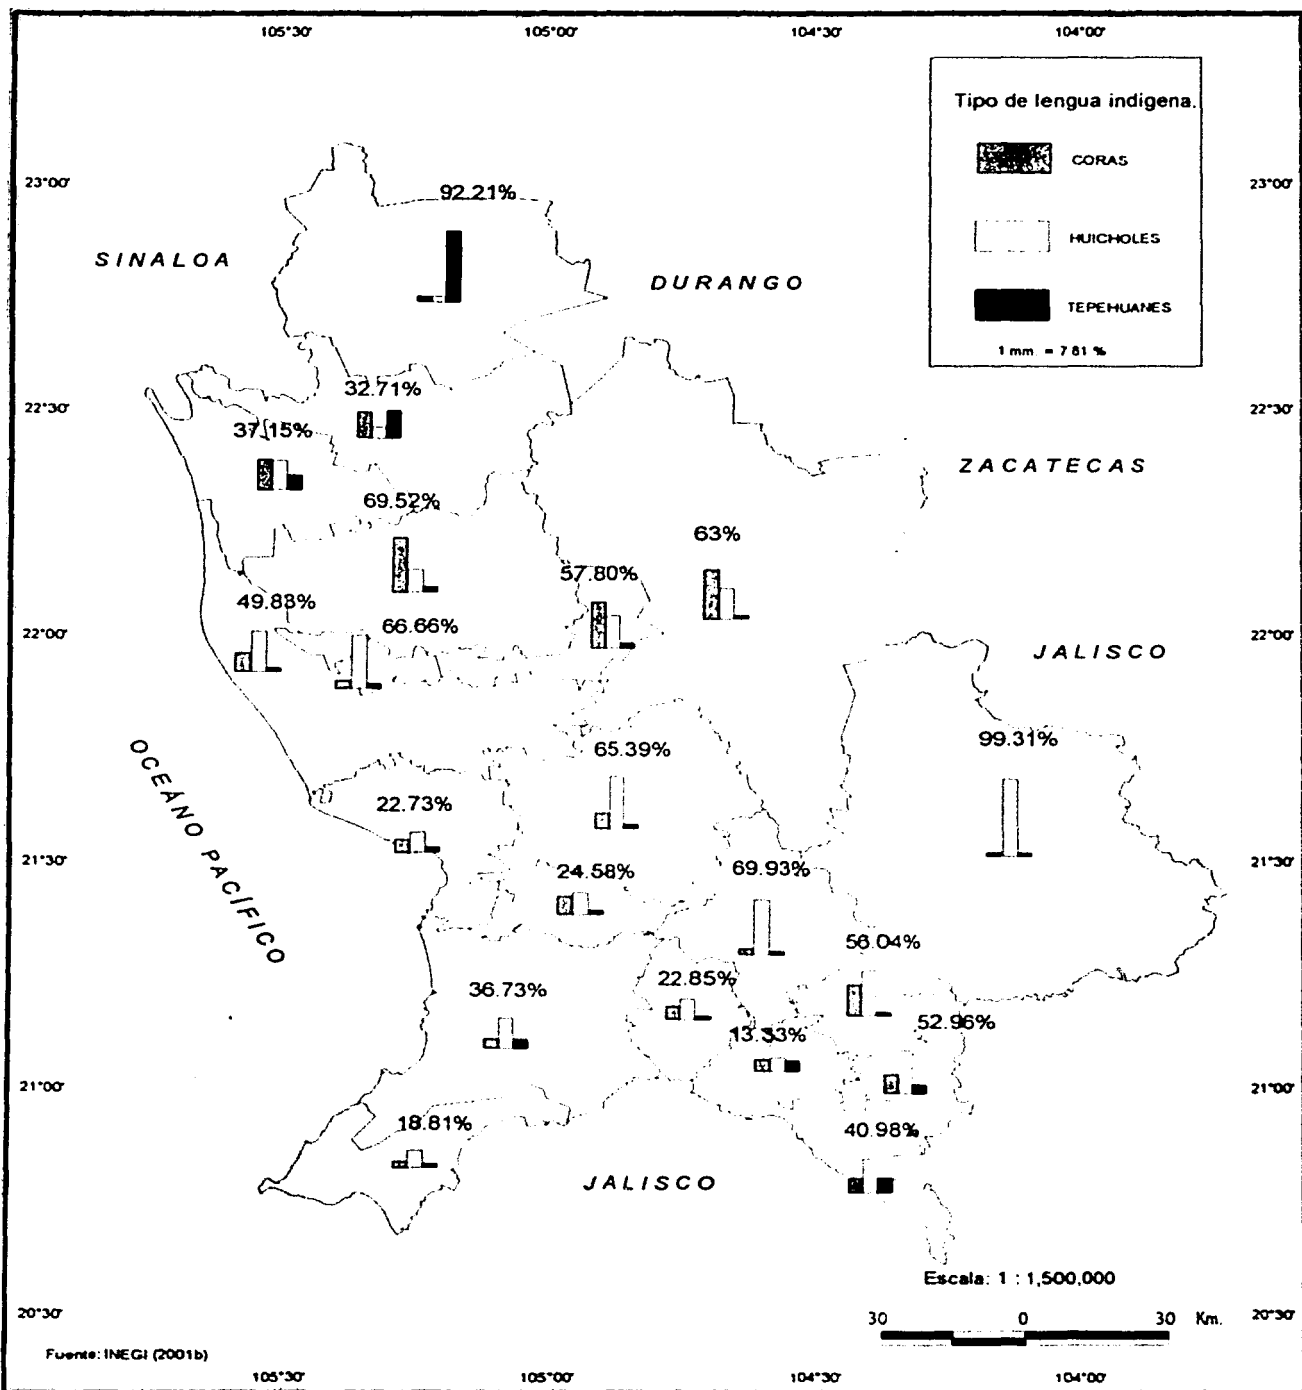 105°30'
105°00'
104°30'
104°00'
Tipo de lengua indigena.
CORAS
HUICHOLES
TEPEHUANES
1 mm = 7.81 %
23°00'
23°00'
92.21%
SINALOA
DURANGO
32.71%
22°30'
22°30'
37.15%
ZACATECAS
69.52%
63%
57.80%
49.83%
66.66%
22°00'
22°00'
JALISCO
99.31%
65.39%
OCEÁNO PACÍFICO
22.73%
21°30'
21°30'
24.58%
69.93%
56.04%
22.85%
36.73%
52.96%
13.33%
21°00'
21°00'
18.81%
40.98%
JALISCO
Escala: 1 : 1,500,000
20°30'
30 0 30 Km.
20°30'
Fuente: INEGI (2001b)
105°30'
105°00'
104°30'
104°00'